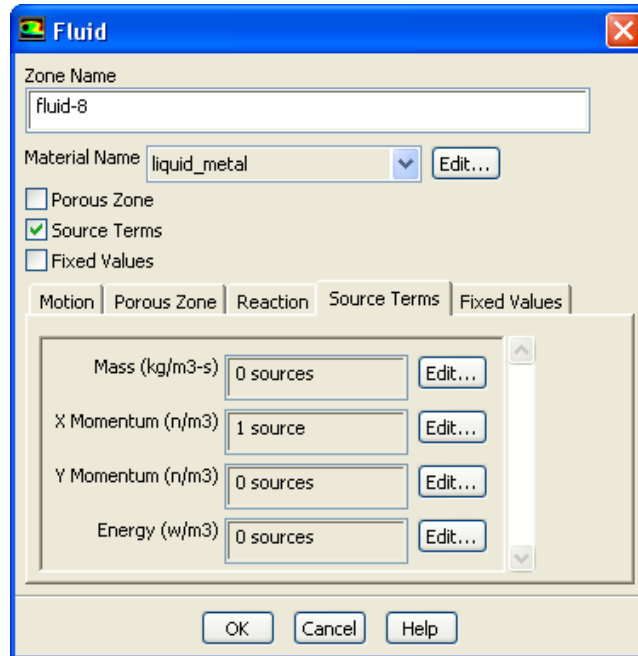 Fluid
Zone Name
fluid-8
Material Name liquid_metal Edit...
Porous Zone
Source Terms
Fixed Values
Motion Porous Zone Reaction Source Terms Fixed Values
Mass (kg/m3-s) 0 sources Edit...
X Momentum (n/m3) 1 source Edit...
Y Momentum (n/m3) 0 sources Edit...
Energy (w/m3) 0 sources Edit...
OK Cancel Help